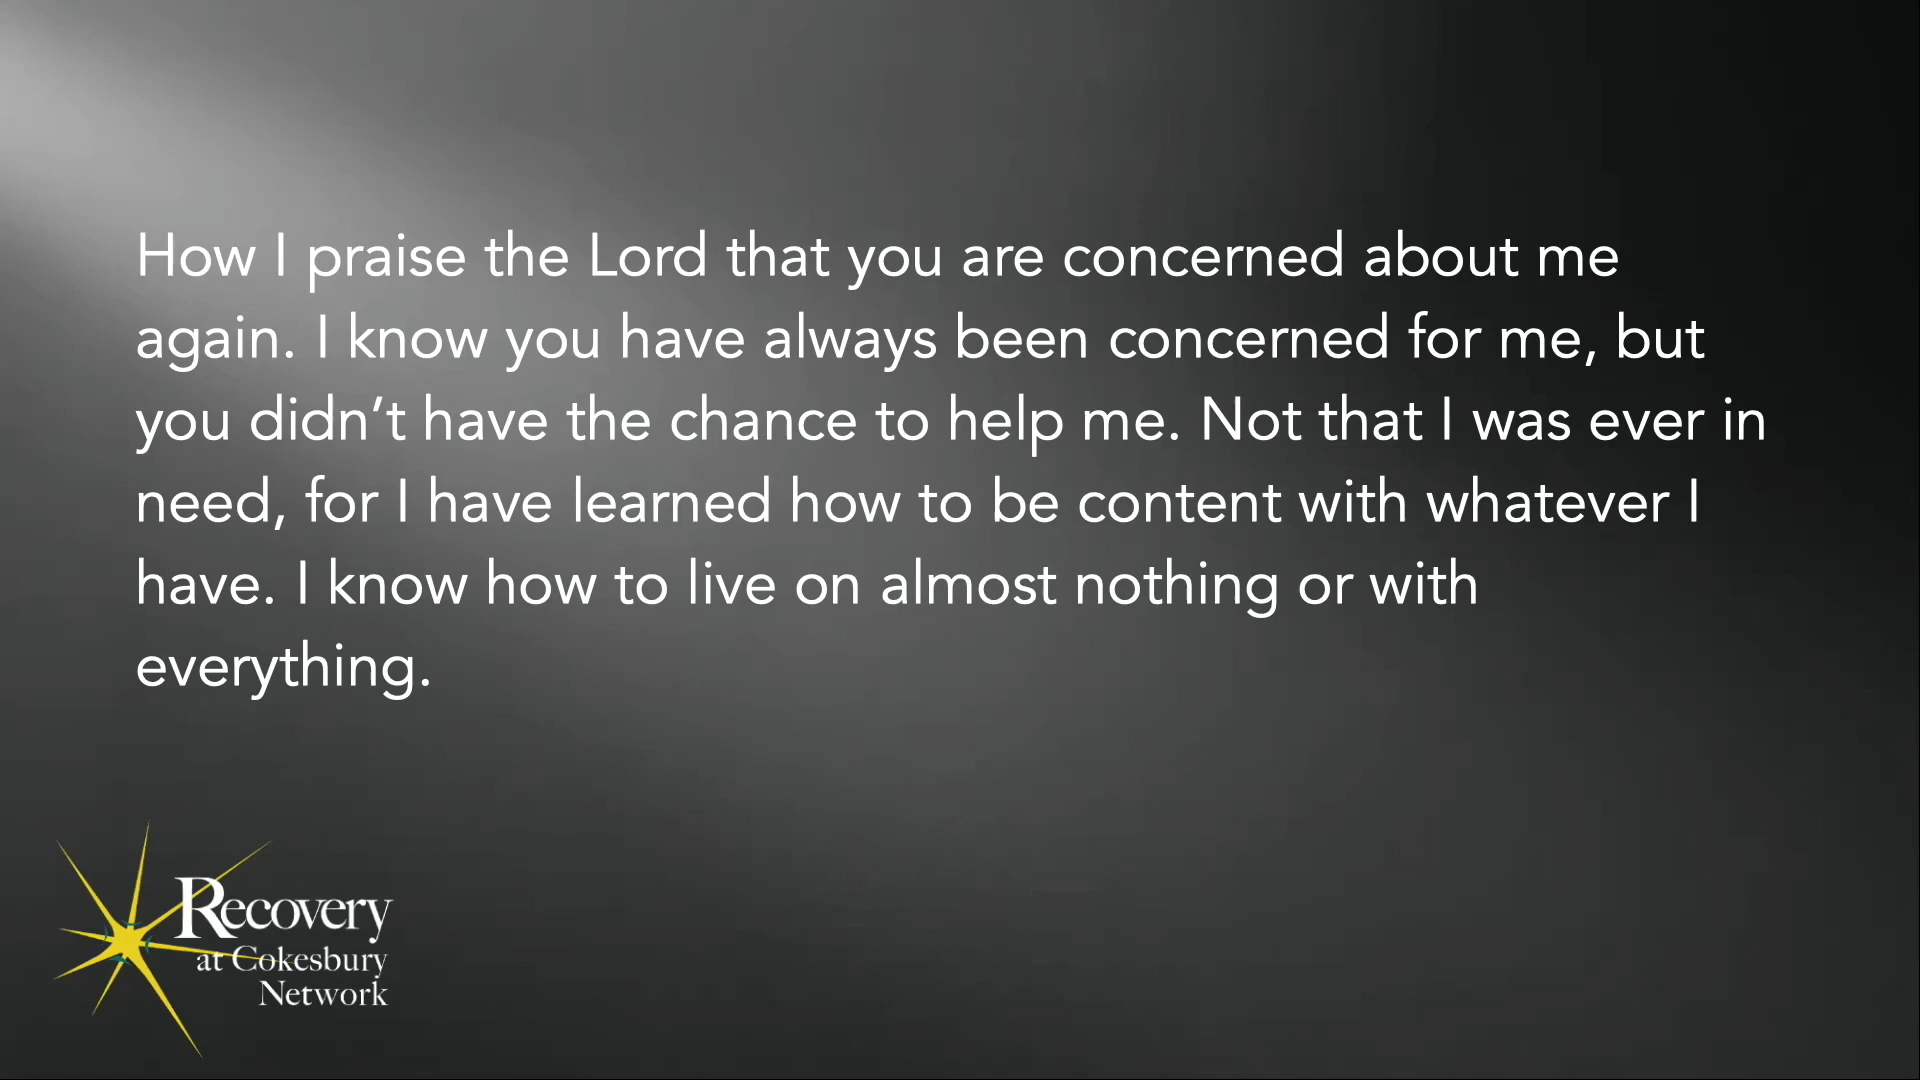 How I praise the Lord that you are concerned about me
again. I know you have always been concerned for me, but
you didn’t have the chance to help me. Not that I was ever in
need, for I have learned how to be content with whatever I
have. I know how to live on almost nothing or with
everything.
Recovery
at Cokesbury
Network